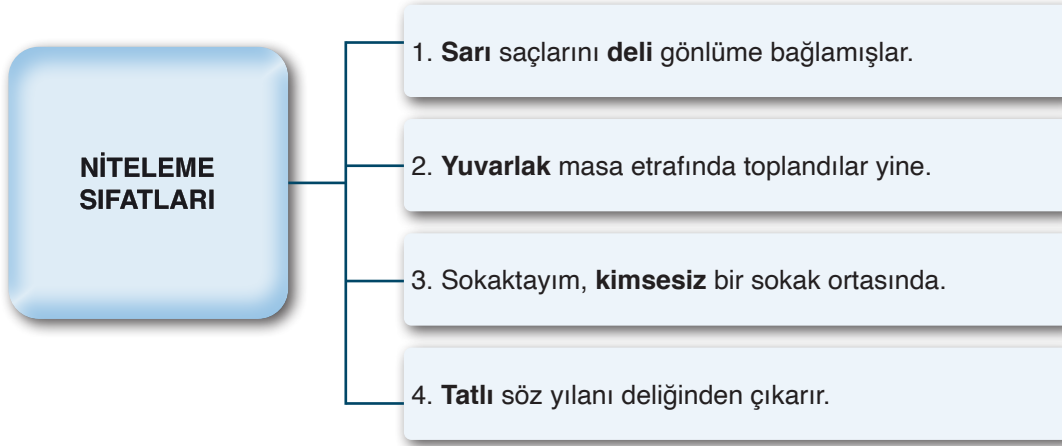 NİTELEME
SIFATLARI
1. Sarı saçlarını deli gönlüme bağlamışlar.
2. Yuvarlak masa etrafında toplandılar yine.
3. Sokaktayım, kimsesiz bir sokak ortasında.
4. Tatlı söz yılanı deliğinden çıkarır.